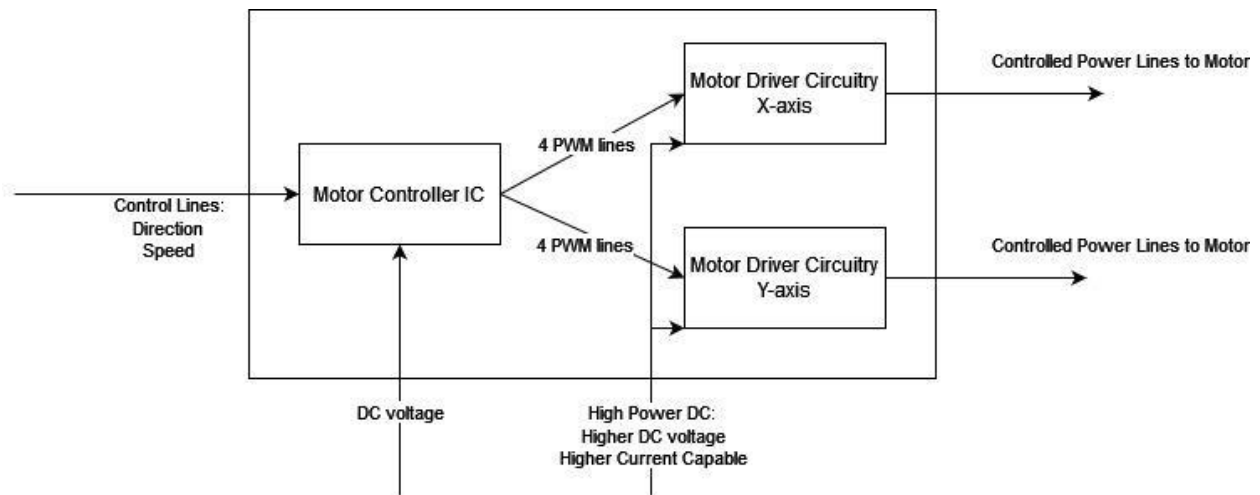 Control Lines:
Direction
Speed
Motor Controller IC
DC voltage
4 PWM lines
4 PWM lines
Motor Driver Circuitry
X-axis
Motor Driver Circuitry
Y-axis
High Power DC:
Higher DC voltage
Higher Current Capable
Controlled Power Lines to Motor
Controlled Power Lines to Motor